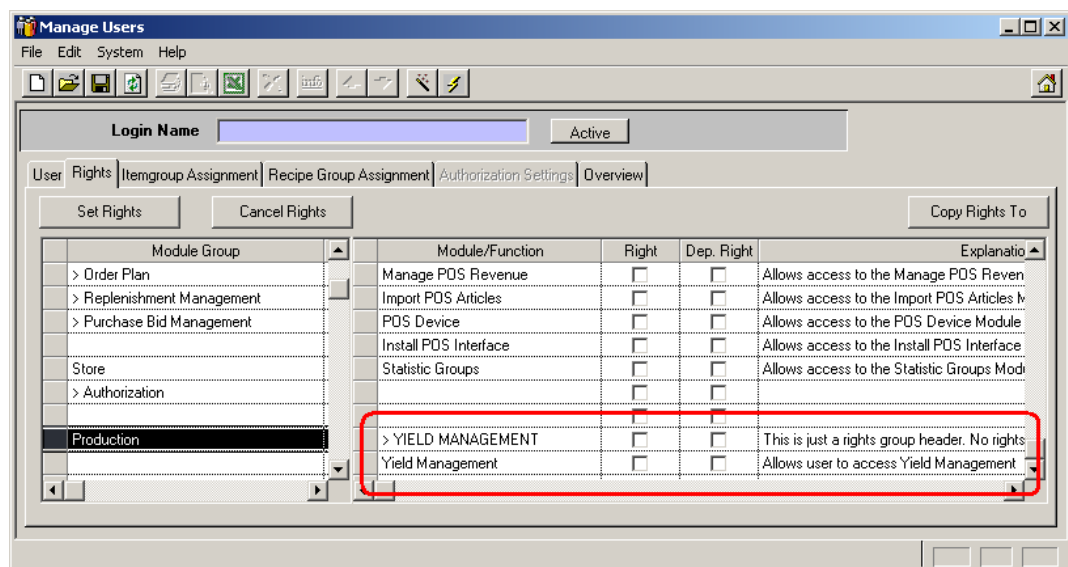 Manage Users
File Edit System Help
info
Login Name Active
User Rights Itemgroup Assignment Recipe Group Assignment Authorization Settings Overview
Set Rights Cancel Rights Copy Rights To
Module Group Module/Function Right Dep. Right Explanatio
> Order Plan Manage POS Revenue Allows access to the Manage POS Reven
> Replenishment Management Import POS Articles Allows access to the Import POS Articles M
> Purchase Bid Management POS Device Allows access to the POS Device Module
Install POS Interface Allows access to the Install POS Interface
Store Statistic Groups Allows access to the Statistic Groups Modu
> Authorization
Production > YIELD MANAGEMENT This is just a rights group header. No rights
Yield Management Allows user to access Yield Management